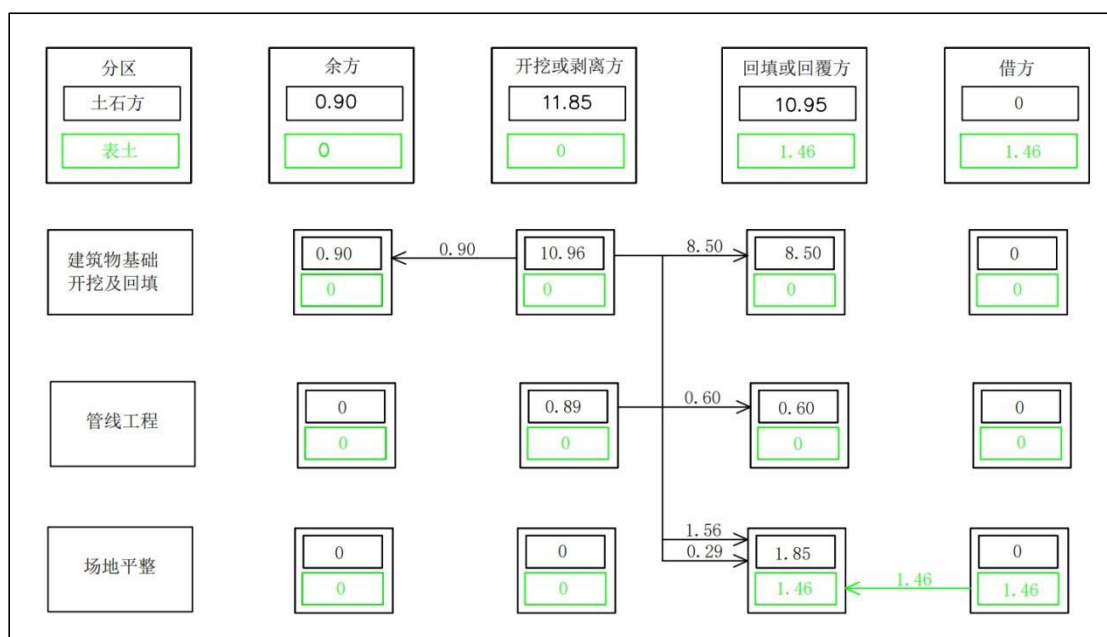 分区 余方 开挖或剥离方 回填或回覆方 借方
土石方 0.90 11.85 10.95 0
表土 0 0 1.46 1.46
建筑物基础
开挖及回填
0.90 0.90 10.96 8.50 8.50 0
0 0 0 0
管线工程
0 0.89 0.60 0.60 0
0 0 0 0
场地平整
1.56
0 0 0.29 1.85 0
0 0 1.46 1.46 1.46